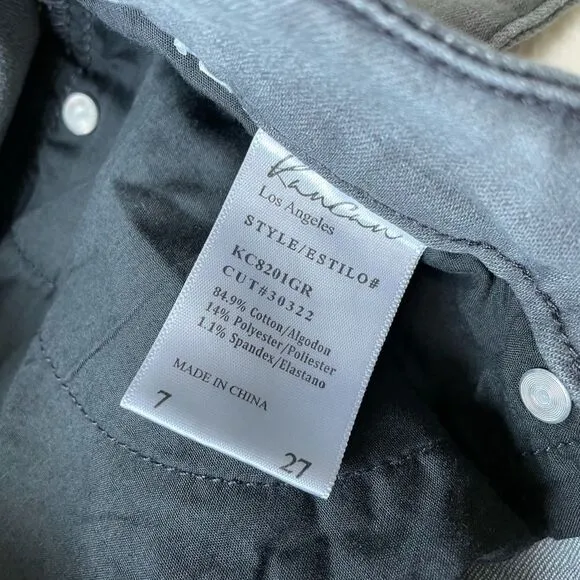 KanCan
Los Angeles
STYLE/ESTILO#
KC8201GR
CUT#30322
84.9% Cotton/Algodon
14% Polyester/Poliester
1.1% Spandex/Elastano
MADE IN CHINA
7
27